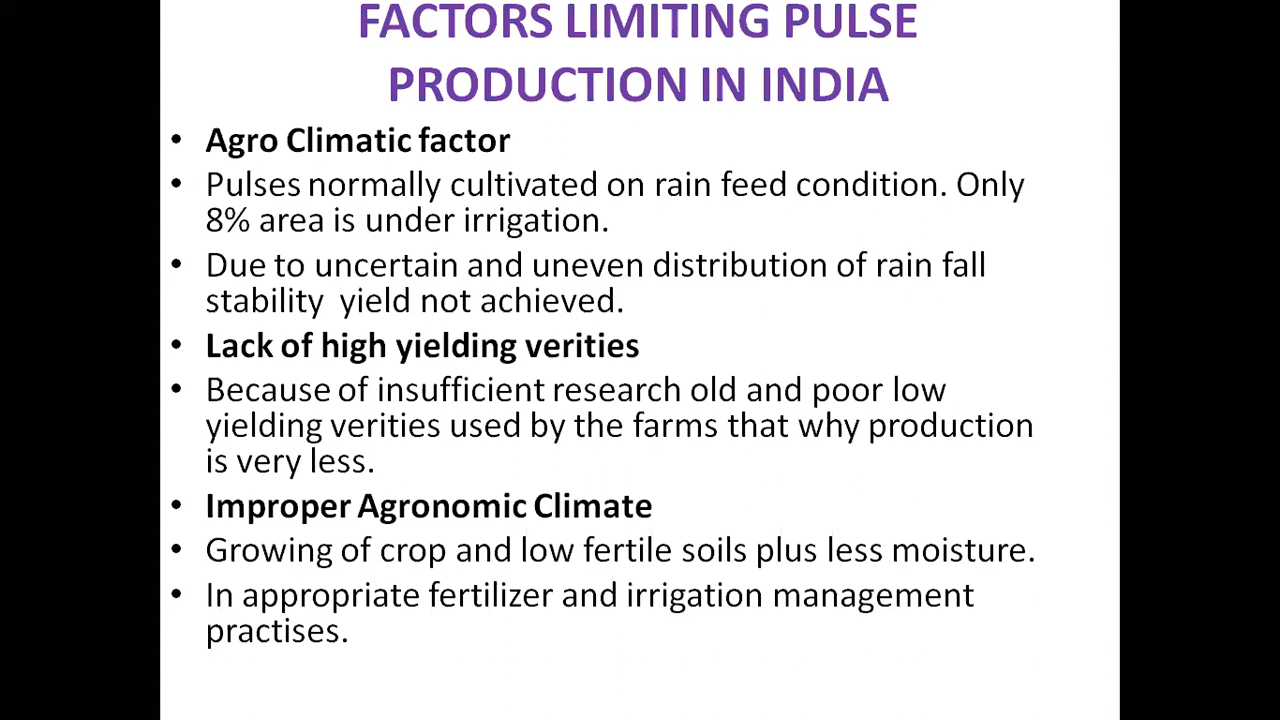 FACTORS LIMITING PULSE
PRODUCTION IN INDIA
• Agro Climatic factor
• Pulses normally cultivated on rain feed condition. Only
8% area is under irrigation.
• Due to uncertain and uneven distribution of rain fall
stability yield not achieved.
• Lack of high yielding verities
• Because of insufficient research old and poor low
yielding verities used by the farms that why production
is very less.
• Improper Agronomic Climate
• Growing of crop and low fertile soils plus less moisture.
• In appropriate fertilizer and irrigation management
practises.